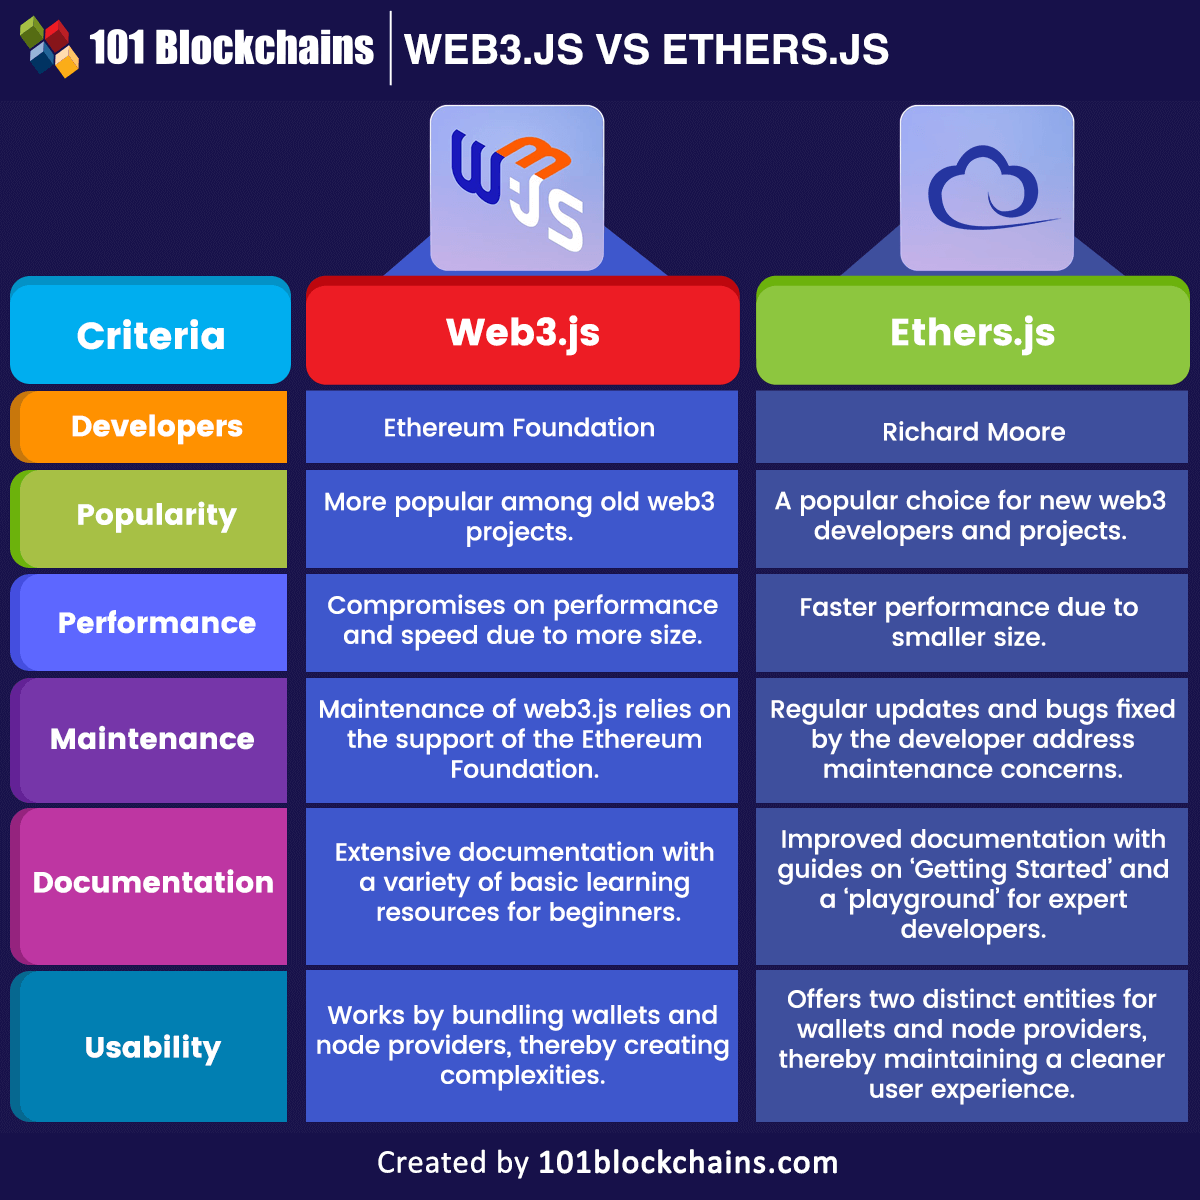 101 Blockchains
WEB3.JS VS ETHERS.JS
W3
JS
Criteria
Web3.js
Ethers.js
Developers
Ethereum Foundation
Richard Moore
Popularity
More popular among old web3
projects.
A popular choice for new web3
developers and projects.
Performance
Compromises on performance
and speed due to more size.
Faster performance due to
smaller size.
Maintenance
Maintenance of web3.js relies on
the support of the Ethereum
Foundation.
Regular updates and bugs fixed
by the developer address
maintenance concerns.
Documentation
Extensive documentation with
a variety of basic learning
resources for beginners.
Improved documentation with
guides on ‘Getting Started’ and
a ‘playground’ for expert
developers.
Usability
Works by bundling wallets and
node providers, thereby creating
complexities.
Offers two distinct entities for
wallets and node providers,
thereby maintaining a cleaner
user experience.
Created by 101blockchains.com